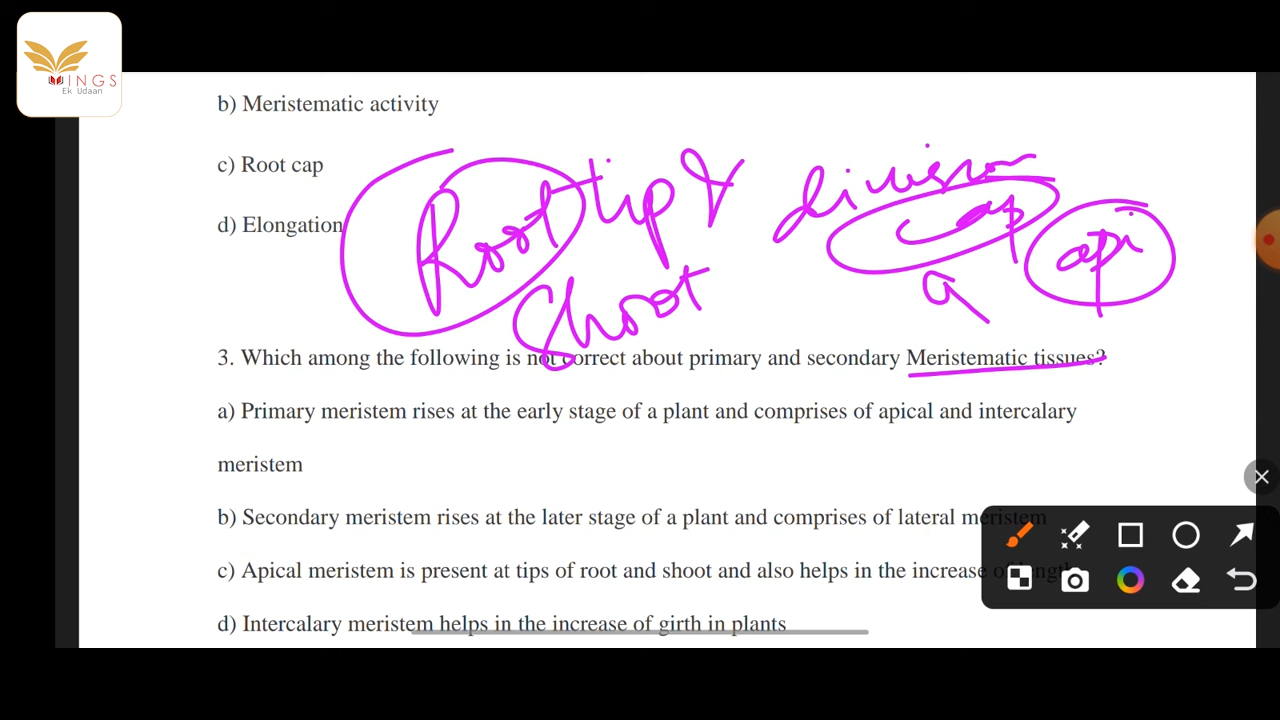 WINGS
Ek Udaan
b) Meristematic activity
c) Root cap
d) Elongation
Root tip & division
Shoot
api
3. Which among the following is not correct about primary and secondary Meristematic tissues?
a) Primary meristem rises at the early stage of a plant and comprises of apical and intercalary
meristem
b) Secondary meristem rises at the later stage of a plant and comprises of lateral meristem
c) Apical meristem is present at tips of root and shoot and also helps in the increase of length
d) Intercalary meristem helps in the increase of girth in plants